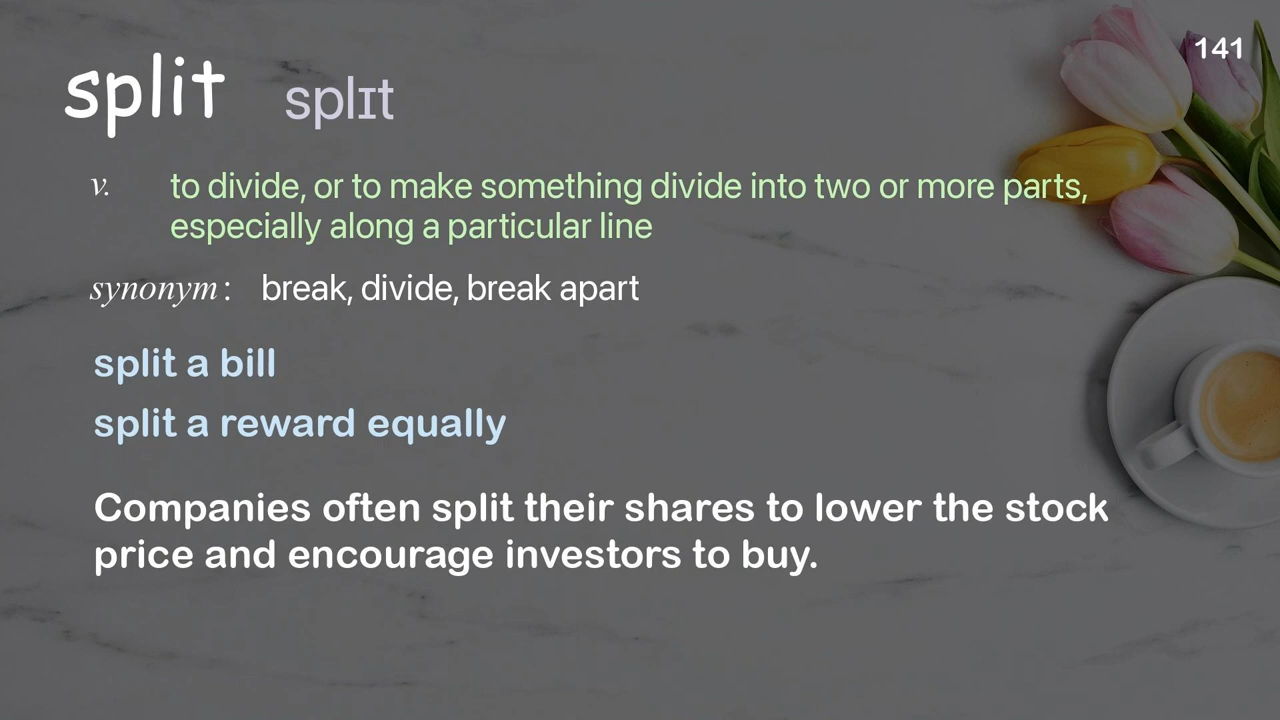 141
split splɪt
v. to divide, or to make something divide into two or more parts,
especially along a particular line
synonym: break, divide, break apart
split a bill
split a reward equally
Companies often split their shares to lower the stock
price and encourage investors to buy.